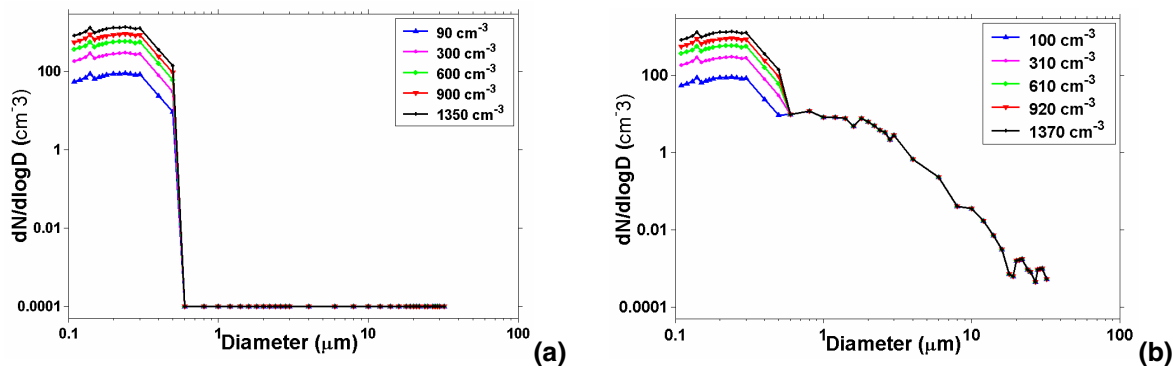 90 cm⁻³
300 cm⁻³
600 cm⁻³
900 cm⁻³
1350 cm⁻³
dN/dlogD (cm⁻3)
100
1
0.01
0.0001
0.1
1
10
100
Diameter (μm)
(a)
100 cm⁻³
310 cm⁻³
610 cm⁻³
920 cm⁻³
1370 cm⁻³
dN/dlogD (cm⁻3)
100
1
0.01
0.0001
0.1
1
10
100
Diameter (μm)
(b)